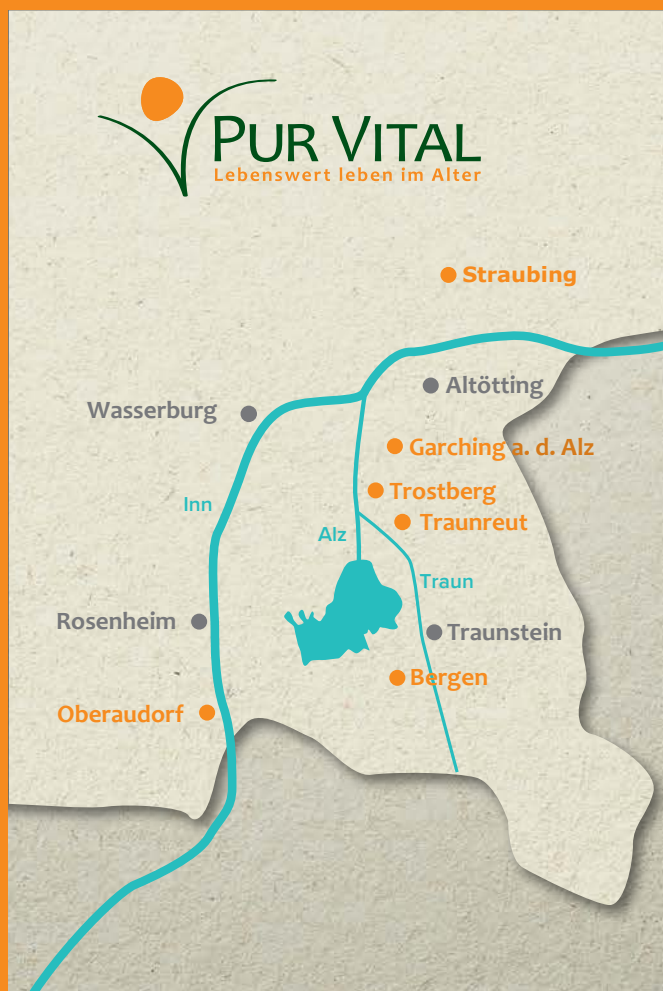 PUR VITAL
Lebenswert leben im Alter
Straubing
Altötting
Wasserburg
Garching a. d. Alz
Trostberg
Inn
Traunreut
Alz
Traun
Rosenheim
Traunstein
Bergen
Oberaudorf